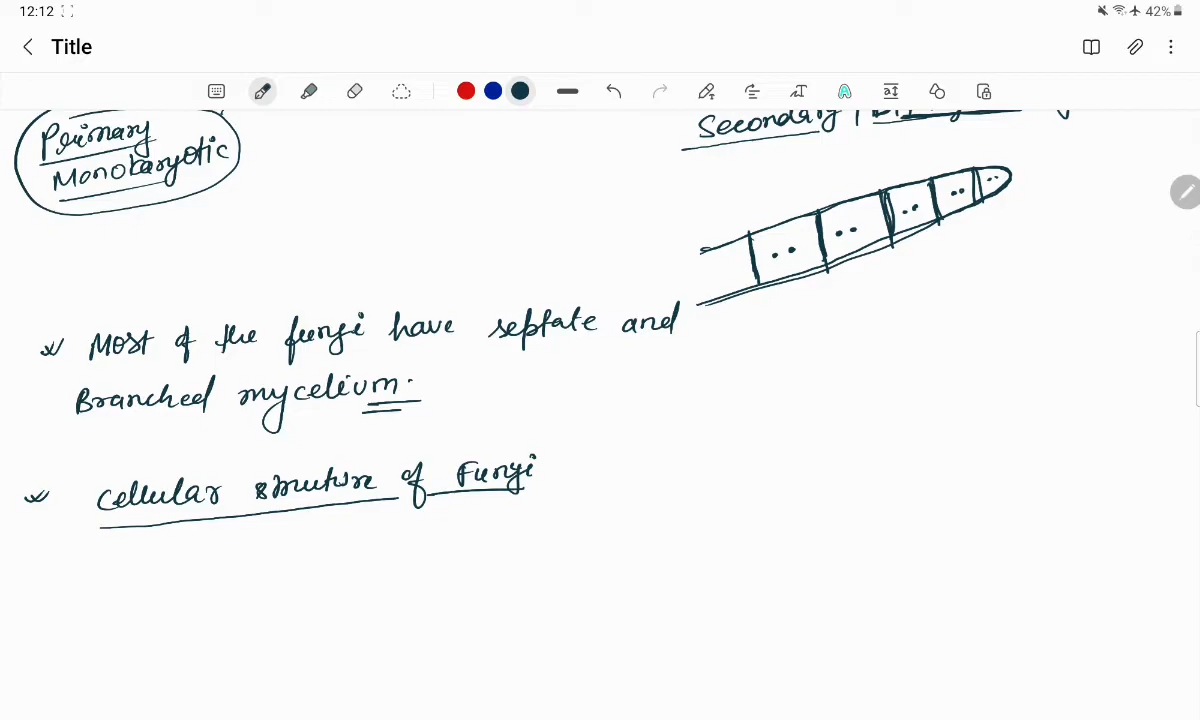 12:12
42%
Title
Primary
Monokaryotic
Secondary
* Most of the fungi have septate and
Branched mycelium.
* cellular struture of Fungi